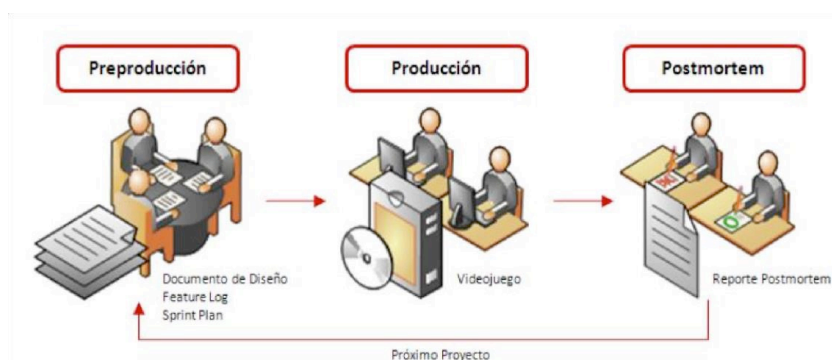 Preproducción
Producción
Postmortem
Documento de Diseño
Feature Log
Sprint Plan
Videojuego
Reporte Postmortem
Próximo Proyecto